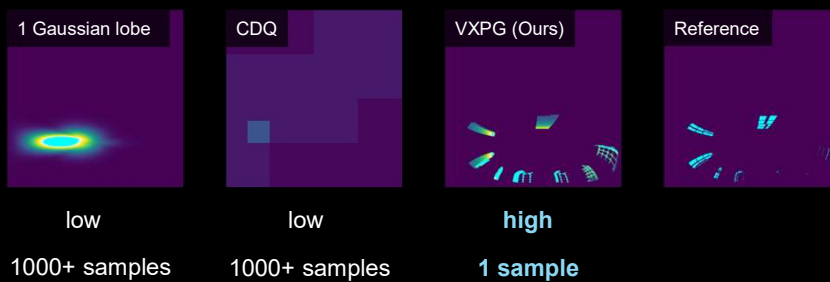 1 Gaussian lobe
CDQ
VXPG (Ours)
Reference
low
low
high
1000+ samples
1000+ samples
1 sample